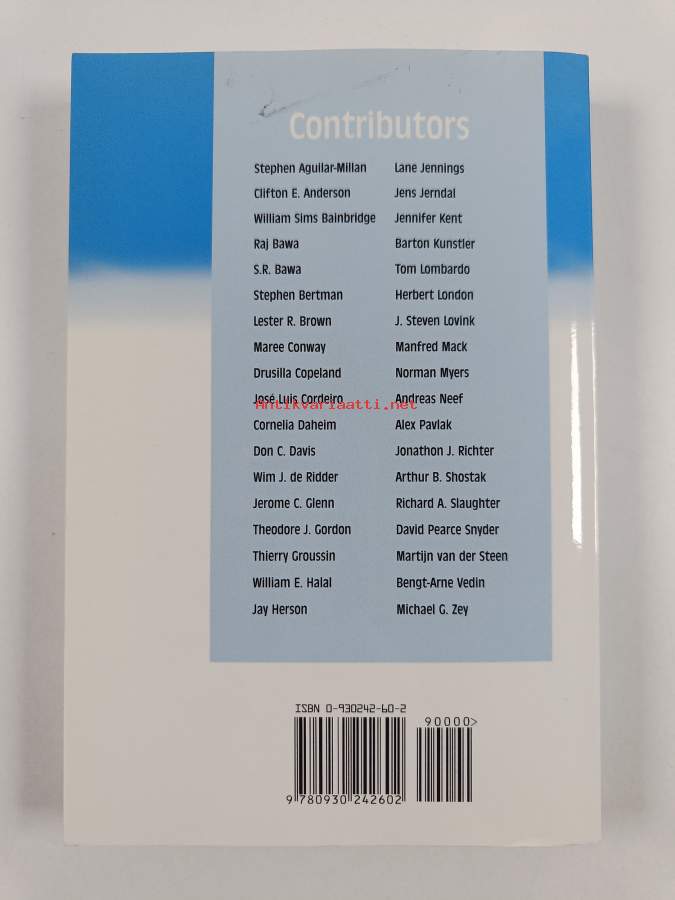 Contributors
Stephen Aguilar-Millan
Clifton E. Anderson
William Sims Bainbridge
Raj Bawa
S.R. Bawa
Stephen Bertman
Lester R. Brown
Maree Conway
Drusilla Copeland
José Luis Cordeiro
Cornelia Daheim
Don C. Davis
Wim J. de Ridder
Jerome C. Glenn
Theodore J. Gordon
Thierry Groussin
William E. Halal
Jay Herson
Lane Jennings
Jens Jerndal
Jennifer Kent
Barton Kunstler
Tom Lombardo
Herbert London
J. Steven Lovink
Manfred Mack
Norman Myers
Andreas Neef
Alex Pavlak
Jonathon J. Richter
Arthur B. Shostak
Richard A. Slaughter
David Pearce Snyder
Martijn van der Steen
Bengt-Arne Vedin
Michael G. Zey
Antikvariaatti.net
ISBN 0-930242-60-2
90000>
9 780930 242602